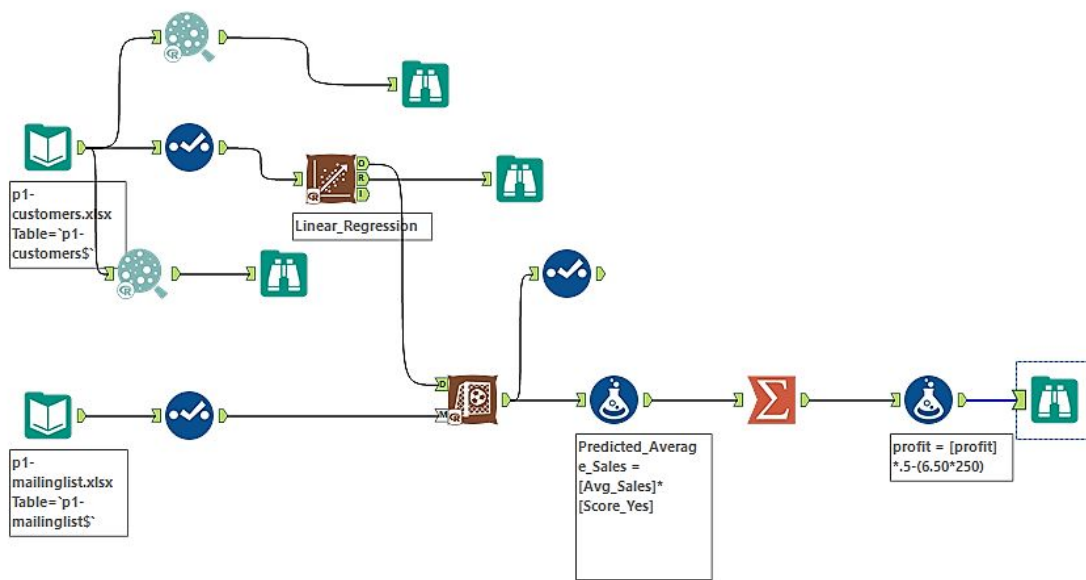 p1-
customers.xlsx
Table=`p1-
customers$`
O
R
I
Linear_Regression
D
M
p1-
mailinglist.xlsx
Table=`p1-
mailinglist$`
Predicted_Averag
e_Sales =
[Avg_Sales]*
[Score_Yes]
profit = [profit]
*.5-(6.50*250)